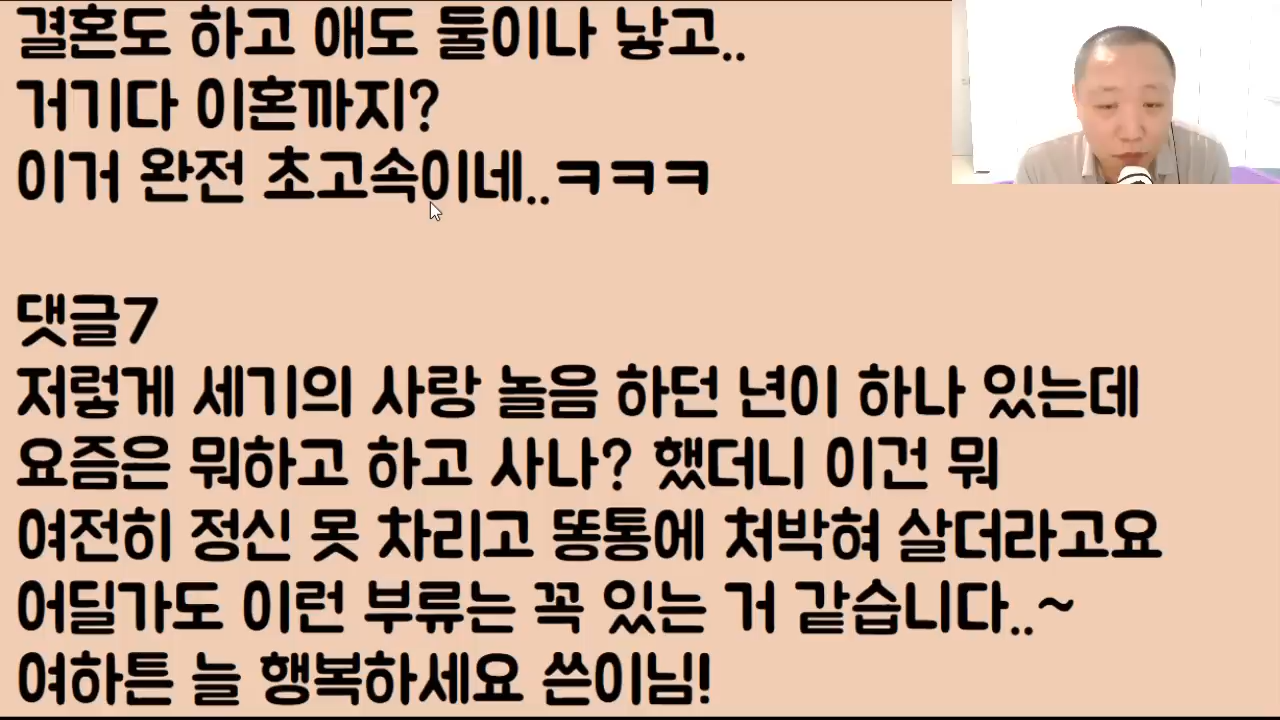 결혼도 하고 애도 둘이나 낳고..
거기다 이혼까지?
이거 완전 초고속이네..ㅋㅋㅋ
댓글7
저렇게 세기의 사랑 놀음 하던 년이 하나 있는데
요즘은 뭐하고 하고 사나? 했더니 이건 뭐
여전히 정신 못 차리고 똥통에 처박혀 살더라고요
어딜가도 이런 부류는 꼭 있는 거 같습니다..~
여하튼 늘 행복하세요 쓴이님!